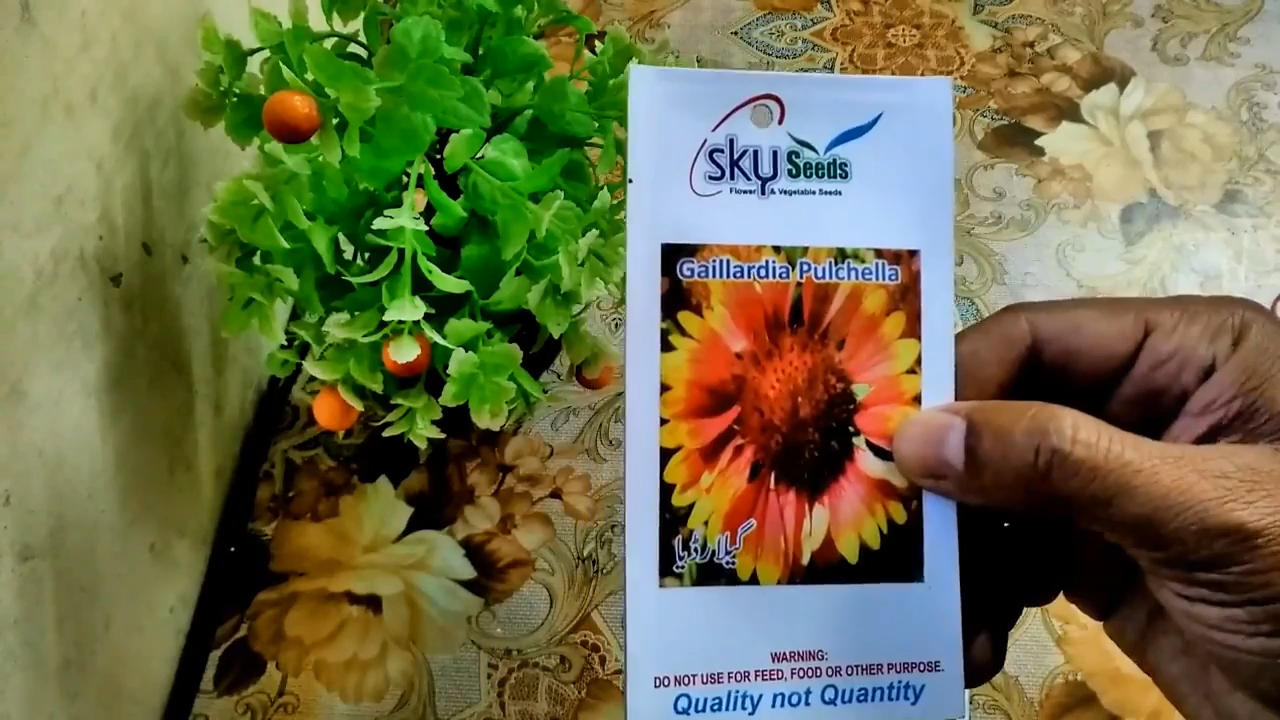 sky Seeds
Flower & Vegetable Seeds
Gaillardia Pulchella
گیلارڈیا
WARNING:
DO NOT USE FOR FEED, FOOD OR OTHER PURPOSE.
Quality not Quantity